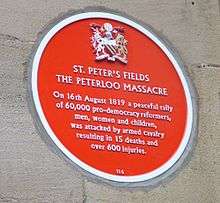 ST. PETER'S FIELDS
THE PETERLOO MASSACRE
On 16th August 1819 a peaceful rally
of 60,000 pro-democracy reformers,
men, women and children,
was attacked by armed cavalry
resulting in 15 deaths and
over 600 injuries.